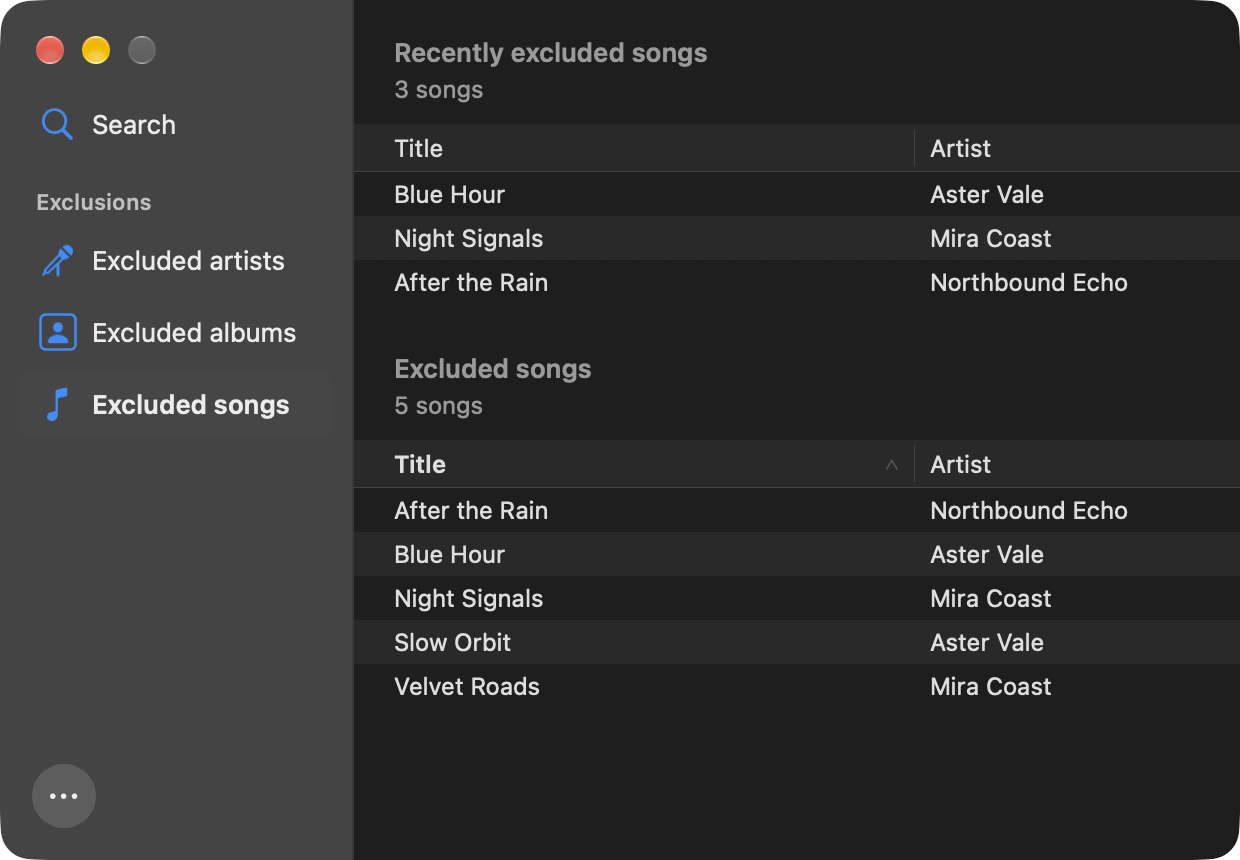 Search
Exclusions
Excluded artists
Excluded albums
Excluded songs
Recently excluded songs
3 songs
Title Artist
Blue Hour Aster Vale
Night Signals Mira Coast
After the Rain Northbound Echo
Excluded songs
5 songs
Title Artist
After the Rain Northbound Echo
Blue Hour Aster Vale
Night Signals Mira Coast
Slow Orbit Aster Vale
Velvet Roads Mira Coast